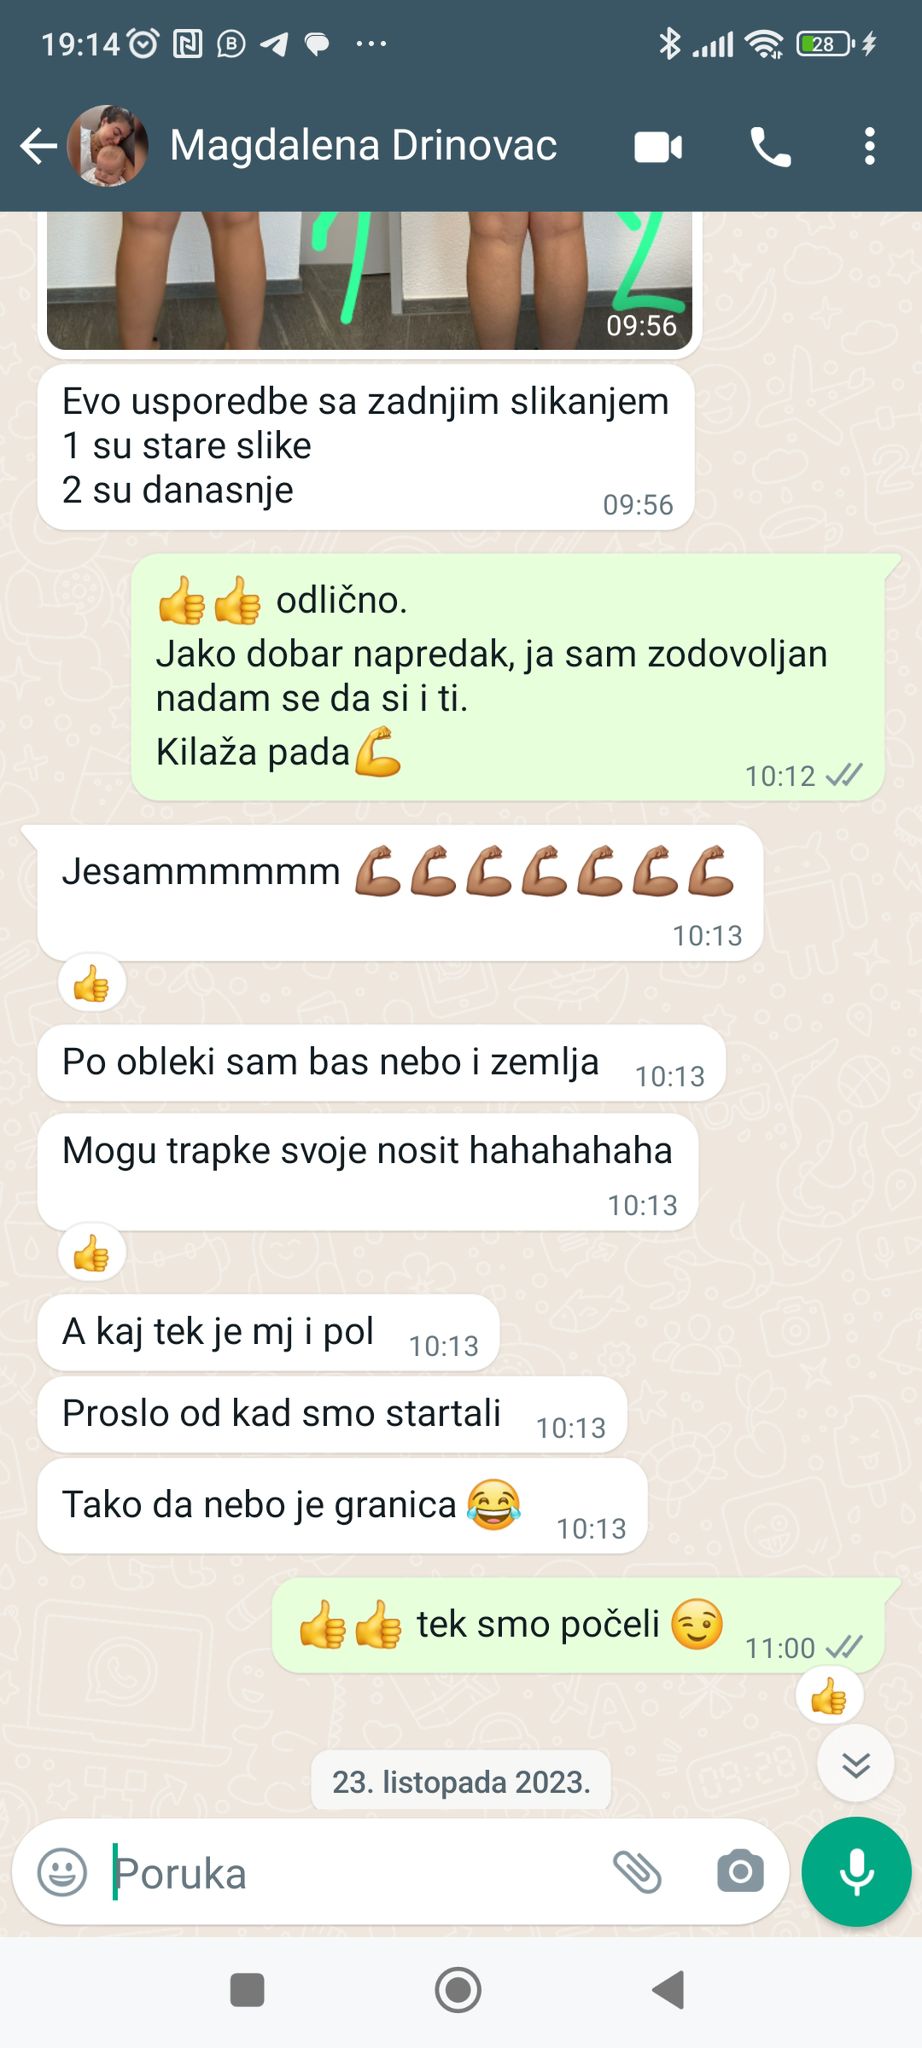 19:14
28
Magdalena Drinovac
1
2
09:56
Evo usporedbe sa zadnjim slikanjem
1 su stare slike
2 su danasnje
09:56
👍👍 odlično.
Jako dobar napredak, ja sam zodovoljan
nadam se da si i ti.
Kilaža pada💪
10:12
Jesammmmmm 💪🏽💪🏽💪🏽💪🏽💪🏽💪🏽💪🏽
10:13
👍
Po obleki sam bas nebo i zemlja 10:13
Mogu trapke svoje nosit hahahahaha
10:13
👍
A kaj tek je mj i pol 10:13
Proslo od kad smo startali 10:13
Tako da nebo je granica 😂 10:13
👍👍 tek smo počeli 😉 11:00
👍
23. listopada 2023.
Poruka